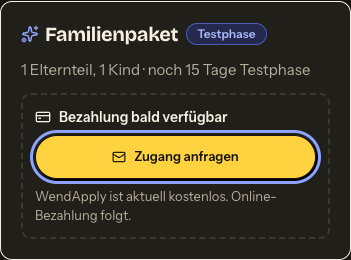 Familienpaket Testphase
1 Elternteil, 1 Kind · noch 15 Tage Testphase
Bezahlung bald verfügbar
Zugang anfragen
WendApply ist aktuell kostenlos. Online-
Bezahlung folgt.